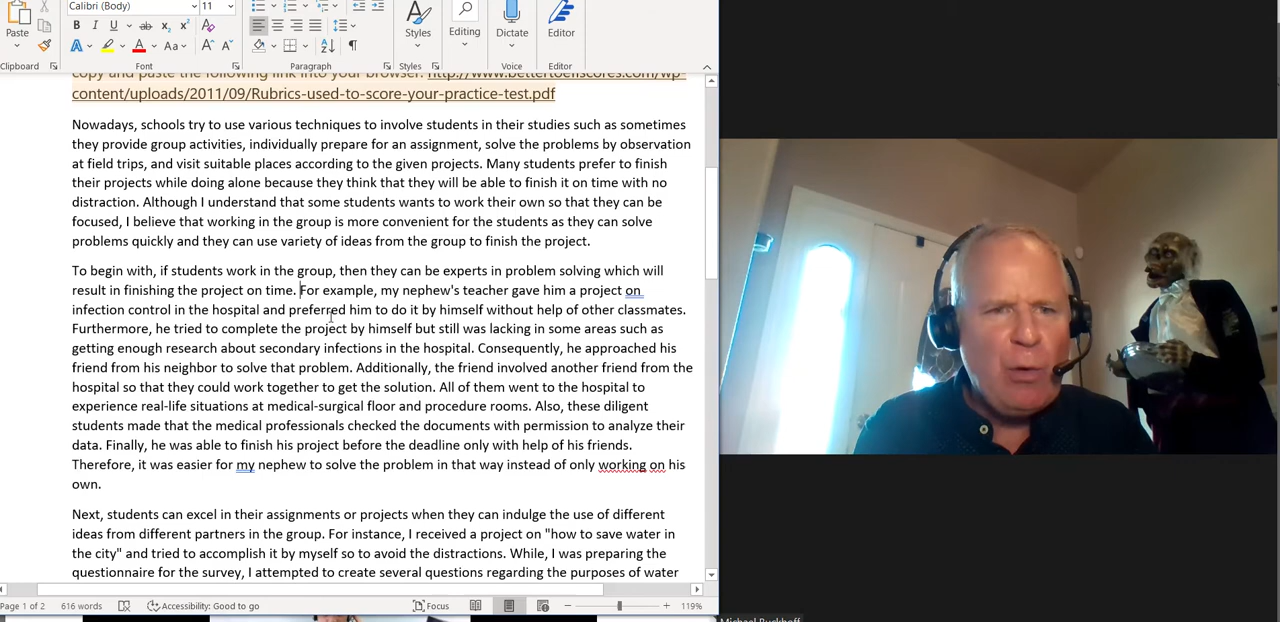 Calibri (Body) 11
Paste
B I U ab x₂ x² A
A A Aa A A
Styles Editing Dictate Editor
Clipboard Font Paragraph Styles Voice Editor
copy and paste the following link into your browser: http://www.bettertoeflscores.com/wp-
content/uploads/2011/09/Rubrics-used-to-score-your-practice-test.pdf
Nowadays, schools try to use various techniques to involve students in their studies such as sometimes
they provide group activities, individually prepare for an assignment, solve the problems by observation
at field trips, and visit suitable places according to the given projects. Many students prefer to finish
their projects while doing alone because they think that they will be able to finish it on time with no
distraction. Although I understand that some students wants to work their own so that they can be
focused, I believe that working in the group is more convenient for the students as they can solve
problems quickly and they can use variety of ideas from the group to finish the project.
To begin with, if students work in the group, then they can be experts in problem solving which will
result in finishing the project on time. For example, my nephew's teacher gave him a project on
infection control in the hospital and preferred him to do it by himself without help of other classmates.
Furthermore, he tried to complete the project by himself but still was lacking in some areas such as
getting enough research about secondary infections in the hospital. Consequently, he approached his
friend from his neighbor to solve that problem. Additionally, the friend involved another friend from the
hospital so that they could work together to get the solution. All of them went to the hospital to
experience real-life situations at medical-surgical floor and procedure rooms. Also, these diligent
students made that the medical professionals checked the documents with permission to analyze their
data. Finally, he was able to finish his project before the deadline only with help of his friends.
Therefore, it was easier for my nephew to solve the problem in that way instead of only working on his
own.
Next, students can excel in their assignments or projects when they can indulge the use of different
ideas from different partners in the group. For instance, I received a project on "how to save water in
the city" and tried to accomplish it by myself so to avoid the distractions. While, I was preparing the
questionnaire for the survey, I attempted to create several questions regarding the purposes of water
Page 1 of 2 616 words Accessibility: Good to go Focus 119%
Michael Buckhoff